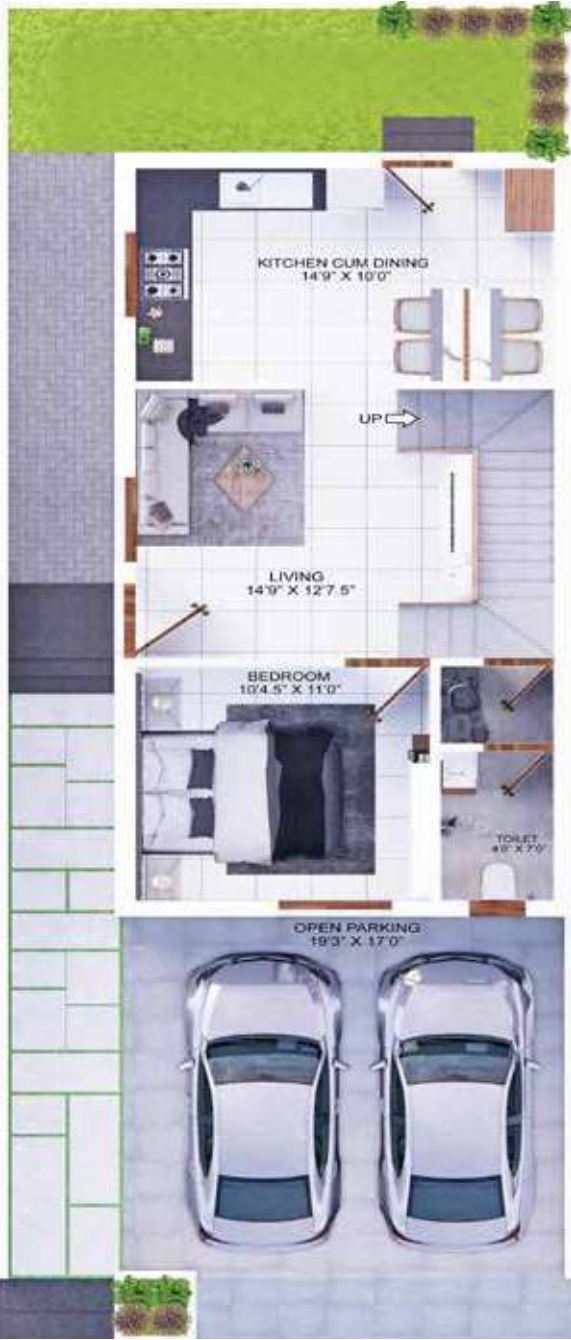 KITCHEN CUM DINING
14'9" X 10'0"
UP
LIVING
14'9" X 12'7.5"
BEDROOM
10'4.5" X 11'0"
TOILET
OPEN PARKING
19'3" X 17'0"